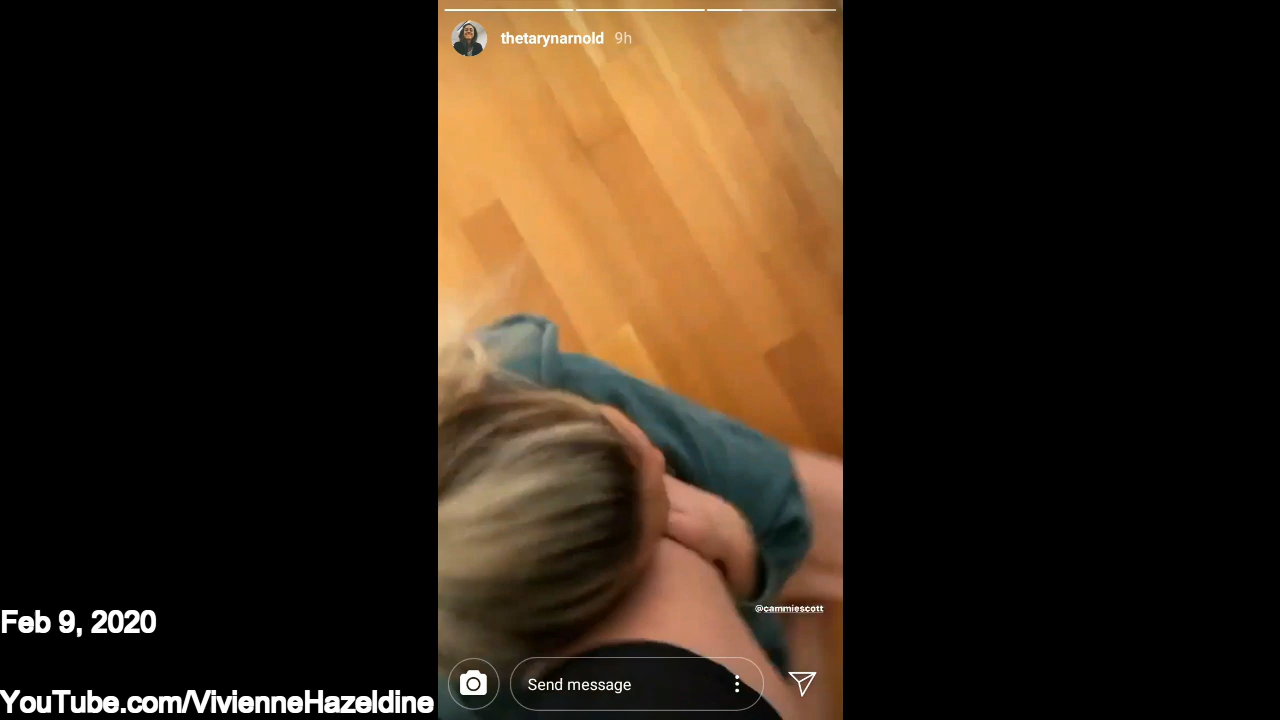 thetarynarnold 9h
@cammiescott
Feb 9, 2020
Send message
YouTube.com/VivienneHazeldine